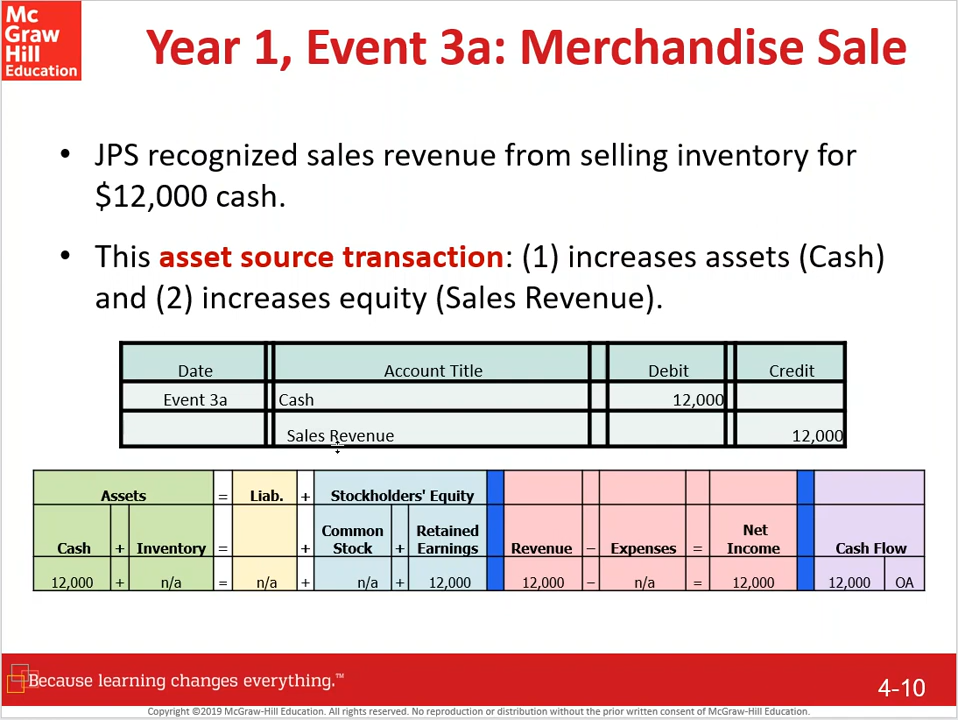 Mc
Graw
Hill
Education
Year 1, Event 3a: Merchandise Sale
• JPS recognized sales revenue from selling inventory for
$12,000 cash.
• This asset source transaction: (1) increases assets (Cash)
and (2) increases equity (Sales Revenue).
Date Account Title Debit Credit
Event 3a Cash 12,000
Sales Revenue 12,000
Assets = Liab. + Stockholders' Equity
Common Retained Net
Stock Earnings Income
Cash + Inventory = + + Revenue – Expenses = Cash Flow
12,000 + n/a = n/a + n/a + 12,000 12,000 – n/a = 12,000 12,000 OA
Because learning changes everything.™
4-10
Copyright ©2019 McGraw-Hill Education. All rights reserved. No reproduction or distribution without the prior written consent of McGraw-Hill Education.